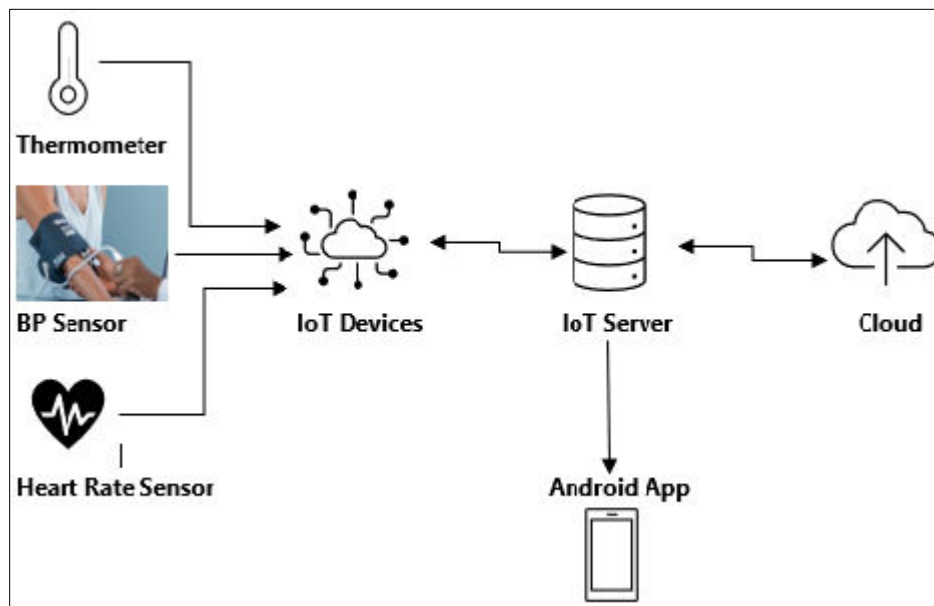 Thermometer
BP Sensor
IoT Devices
IoT Server
Cloud
Heart Rate Sensor
Android App